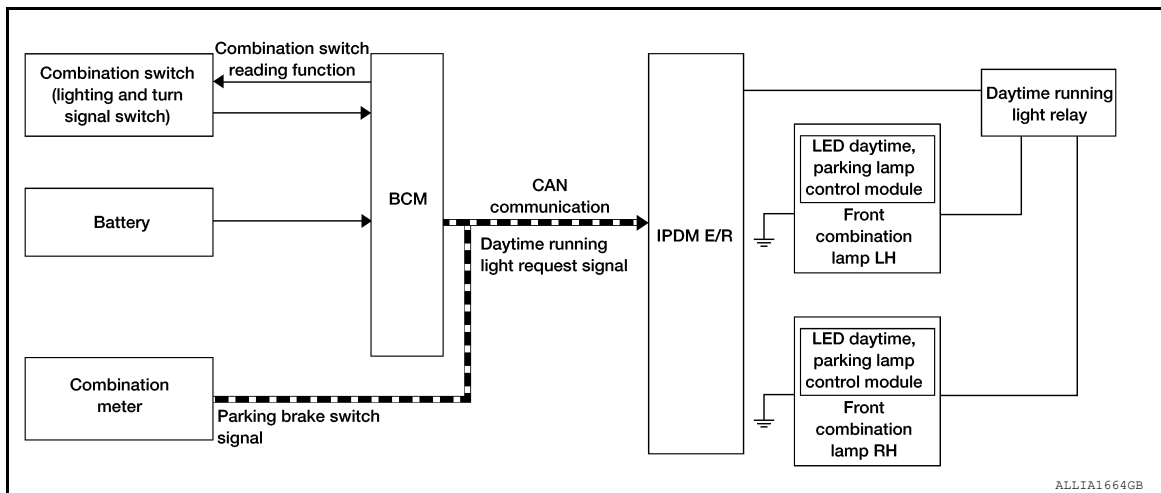 Combination switch
(lighting and turn
signal switch)
Combination switch
reading function
Battery
Combination
meter
BCM
CAN
communication
Daytime running
light request signal
Parking brake switch
signal
IPDM E/R
Daytime running
light relay
LED daytime,
parking lamp
control module
Front
combination
lamp LH
LED daytime,
parking lamp
control module
Front
combination
lamp RH
ALLIA1664GB